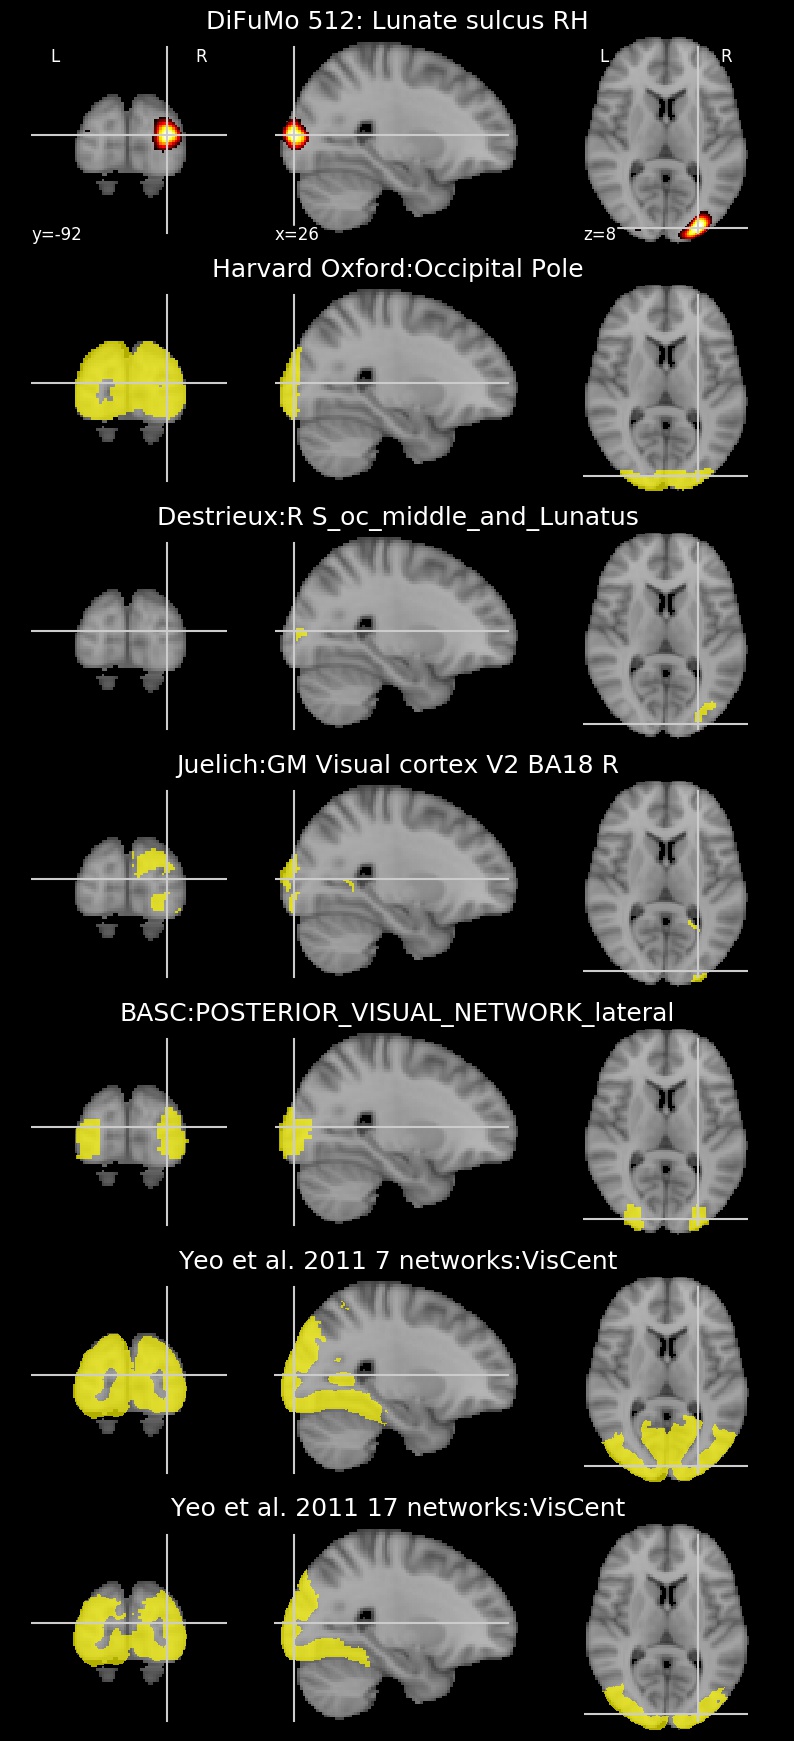 DiFuMo 512: Lunate sulcus RH
L R L R
y=-92 x=26 z=8
Harvard Oxford:Occipital Pole
Destrieux:R S_oc_middle_and_Lunatus
Juelich:GM Visual cortex V2 BA18 R
BASC:POSTERIOR_VISUAL_NETWORK_lateral
Yeo et al. 2011 7 networks:VisCent
Yeo et al. 2011 17 networks:VisCent